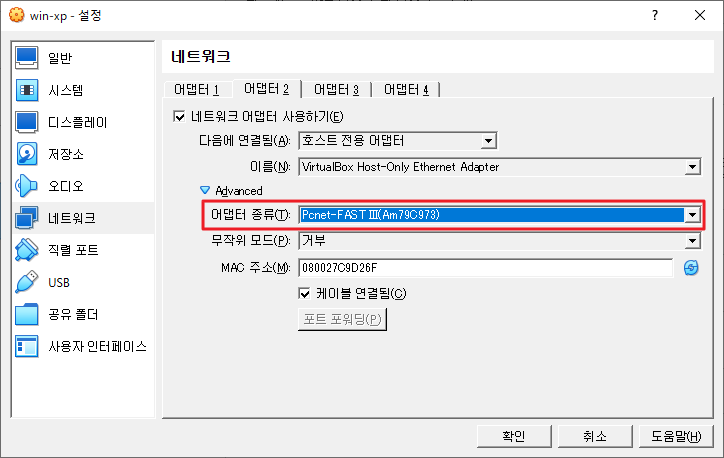 win-xp - 설정
?
일반
시스템
디스플레이
저장소
오디오
네트워크
직렬 포트
USB
공유 폴더
사용자 인터페이스
네트워크
어댑터 1 어댑터 2 어댑터 3 어댑터 4
네트워크 어댑터 사용하기(E)
다음에 연결됨(A): 호스트 전용 어댑터
이름(N): VirtualBox Host-Only Ethernet Adapter
Advanced
어댑터 종류(T): Pcnet-FAST III(Am79C973)
무작위 모드(P): 거부
MAC 주소(M): 080027C9D26F
케이블 연결됨(C)
포트 포워딩(P)
확인 취소 도움말(H)